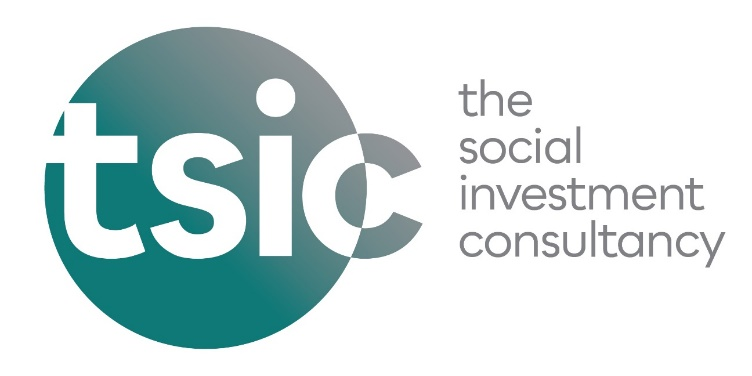 tsic
the
social
investment
consultancy